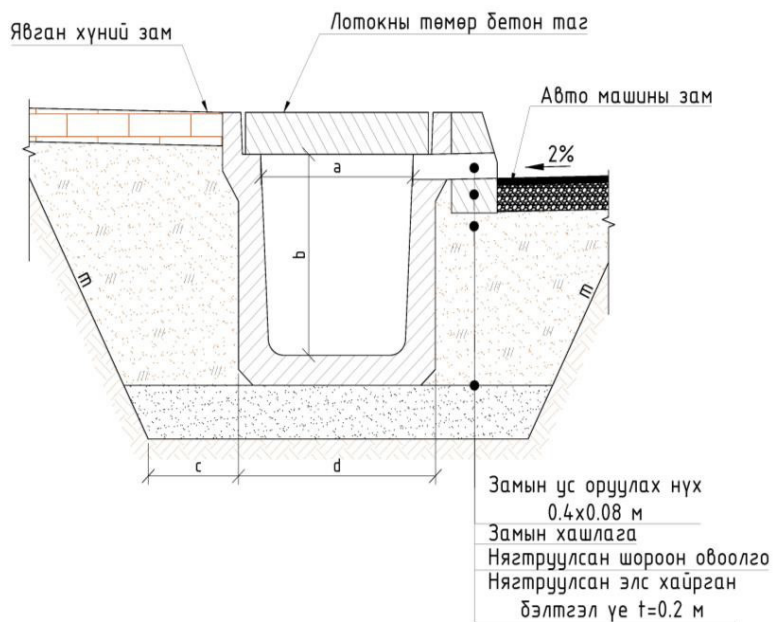 Лотокны төмөр бетон таг
Явган хүний зам
Авто машины зам
2%
a
b
m
m
c
d
Замын ус оруулах нүх
0.4x0.08 м
Замын хашлага
Нягтруулсан шороон овоолго
Нягтруулсан элс хайрган
бэлтгэл үе t=0.2 м